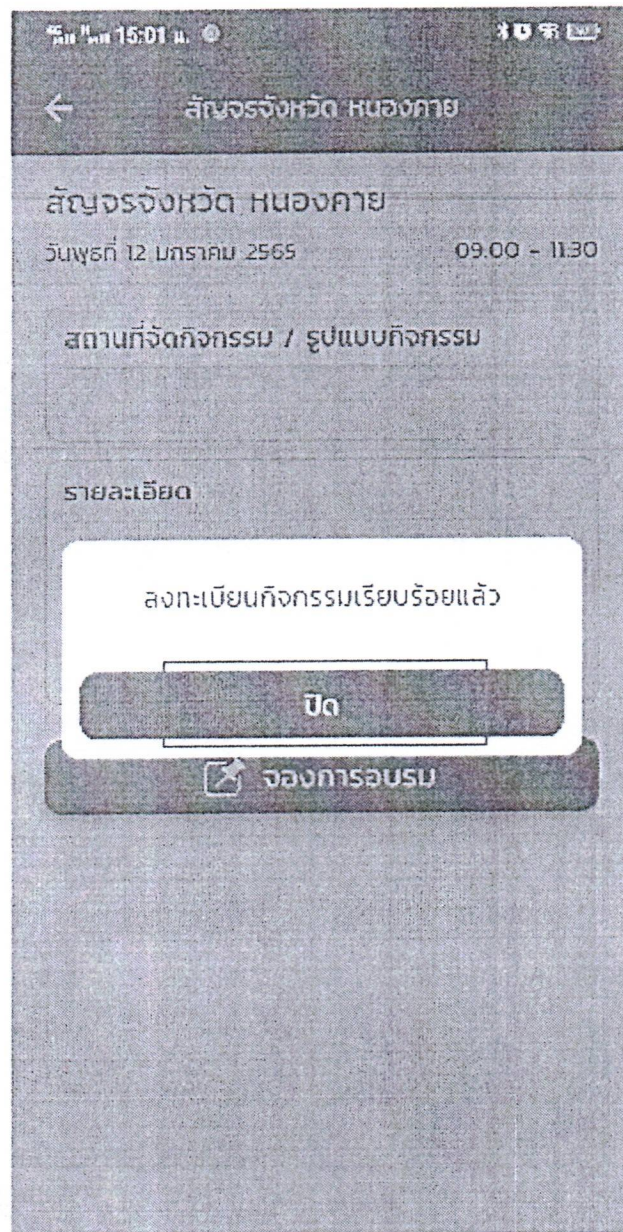 15:01 น.
สัญจรจังหวัด หนองคาย
สัญจรจังหวัด หนองคาย
วันพุธที่ 12 มกราคม 2565 09.00 - 11.30
สถานที่จัดกิจกรรม / รูปแบบกิจกรรม
รายละเอียด
ลงทะเบียนกิจกรรมเรียบร้อยแล้ว
ปิด
จองการอบรม